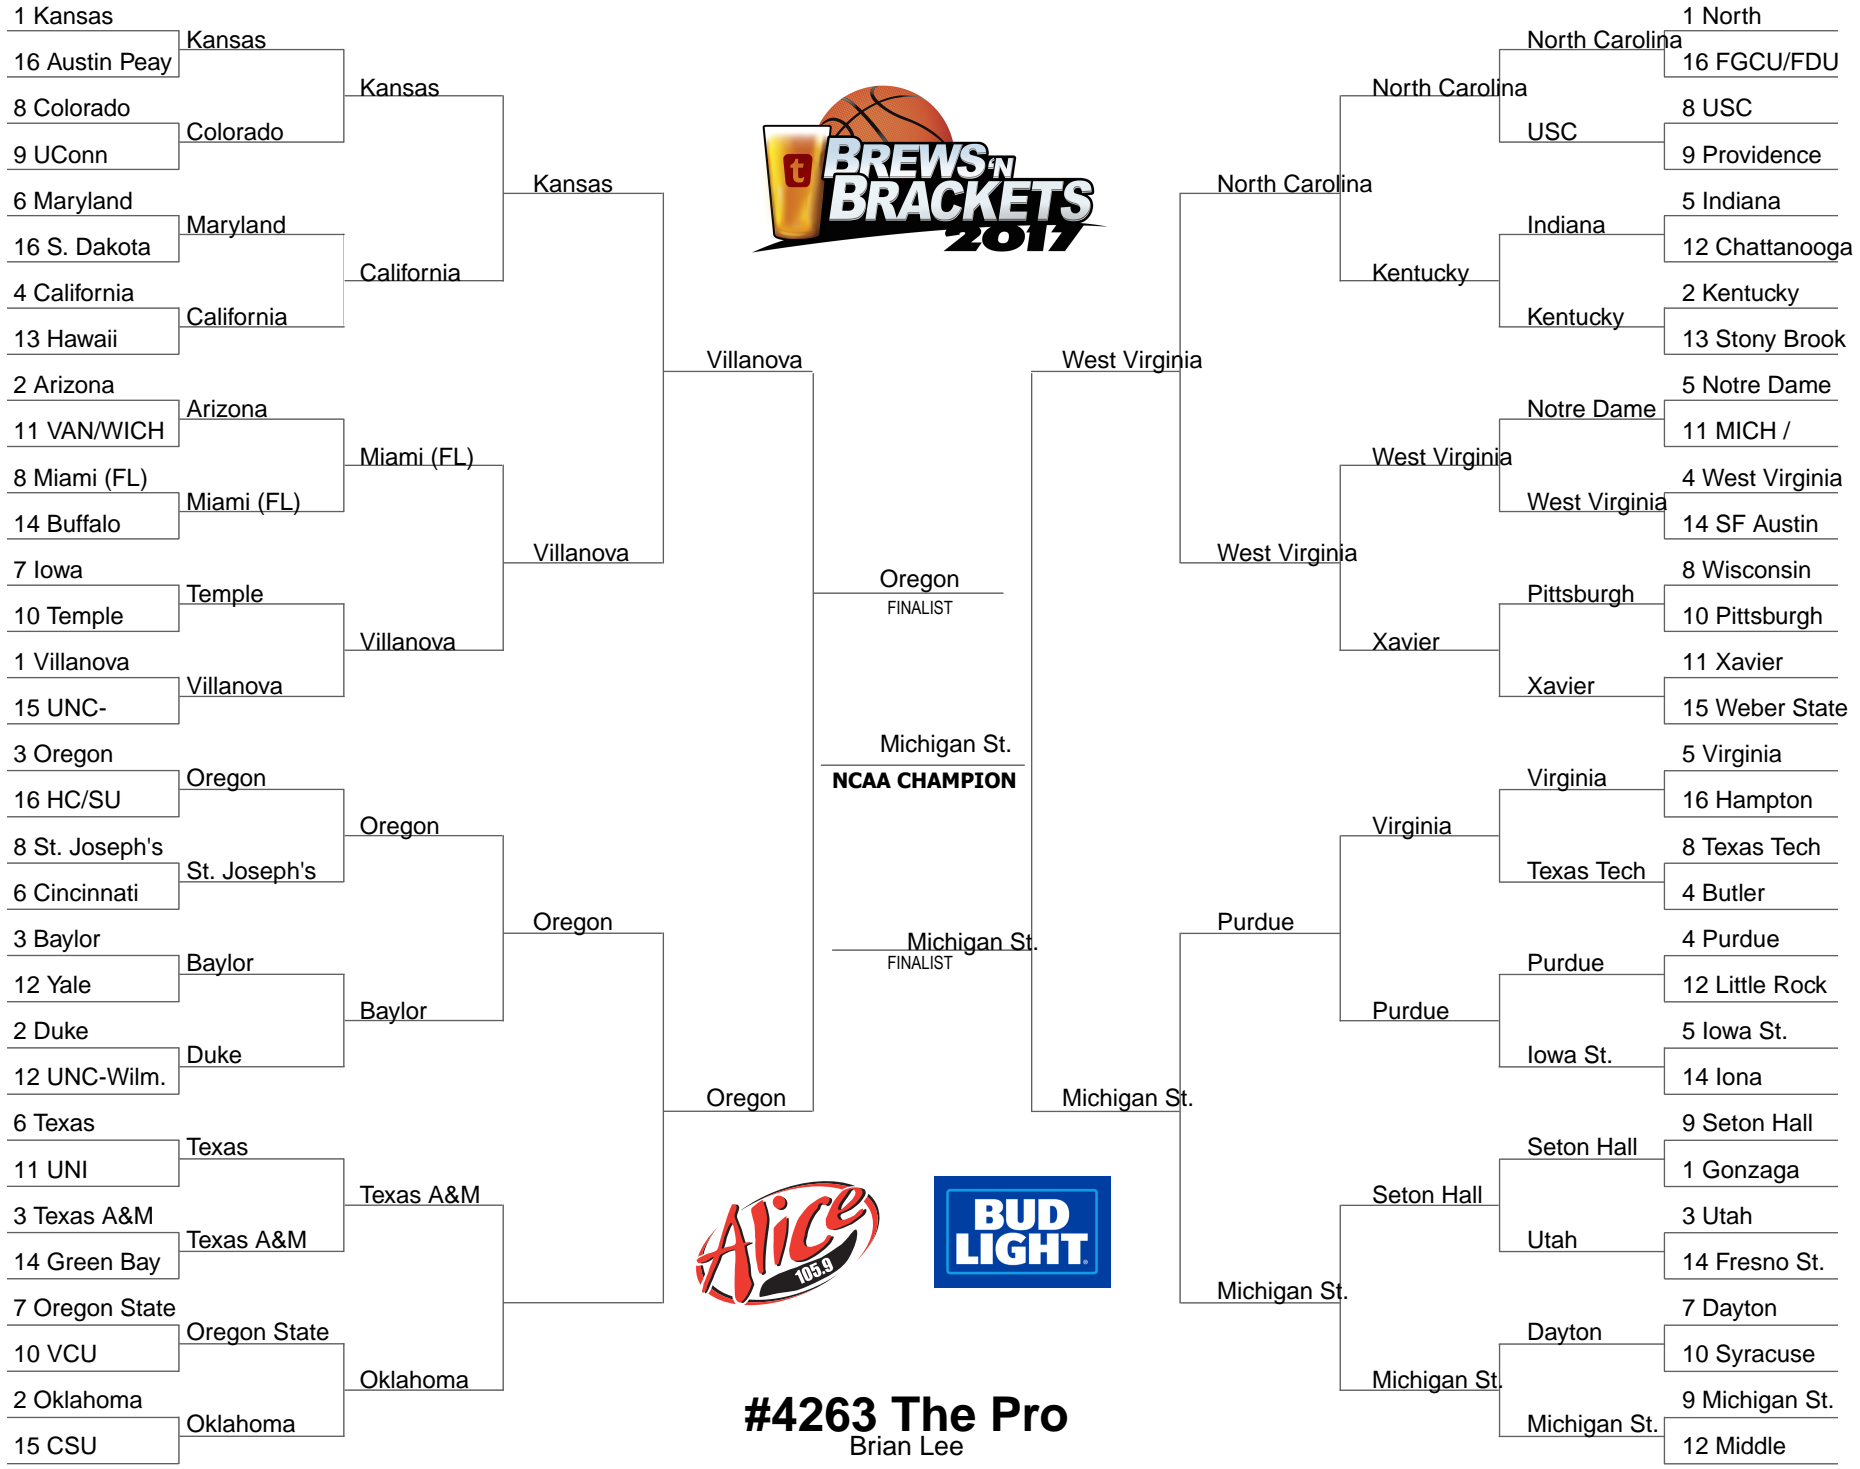 1 Kansas
16 Austin Peay
8 Colorado
9 UConn
6 Maryland
16 S. Dakota
4 California
13 Hawaii
2 Arizona
11 VAN/WICH
8 Miami (FL)
14 Buffalo
7 Iowa
10 Temple
1 Villanova
15 UNC-
3 Oregon
16 HC/SU
8 St. Joseph's
6 Cincinnati
3 Baylor
12 Yale
2 Duke
12 UNC-Wilm.
6 Texas
11 UNI
3 Texas A&M
14 Green Bay
7 Oregon State
10 VCU
2 Oklahoma
15 CSU
Kansas
Colorado
Maryland
California
Arizona
Miami (FL)
Temple
Villanova
Oregon
St. Joseph's
Baylor
Duke
Texas
Texas A&M
Oregon State
Oklahoma
Kansas
California
Miami (FL)
Villanova
Oregon
Baylor
Texas A&M
Oklahoma
Kansas
Villanova
Oregon
Villanova
Oregon
t
BREWS 'N
BRACKETS
2017
Oregon
FINALIST
Michigan St.
NCAA CHAMPION
Michigan St.
FINALIST
Alice
105.9
BUD
LIGHT
#4263 The Pro
Brian Lee
West Virginia
Michigan St.
North Carolina
West Virginia
Purdue
Michigan St.
North Carolina
Kentucky
West Virginia
Xavier
Virginia
Purdue
Seton Hall
Michigan St.
North Carolina
USC
Indiana
Kentucky
Notre Dame
West Virginia
Pittsburgh
Xavier
Virginia
Texas Tech
Purdue
Iowa St.
Seton Hall
Utah
Dayton
Michigan St.
1 North
16 FGCU/FDU
8 USC
9 Providence
5 Indiana
12 Chattanooga
2 Kentucky
13 Stony Brook
5 Notre Dame
11 MICH /
4 West Virginia
14 SF Austin
8 Wisconsin
10 Pittsburgh
11 Xavier
15 Weber State
5 Virginia
16 Hampton
8 Texas Tech
4 Butler
4 Purdue
12 Little Rock
5 Iowa St.
14 Iona
9 Seton Hall
1 Gonzaga
3 Utah
14 Fresno St.
7 Dayton
10 Syracuse
9 Michigan St.
12 Middle